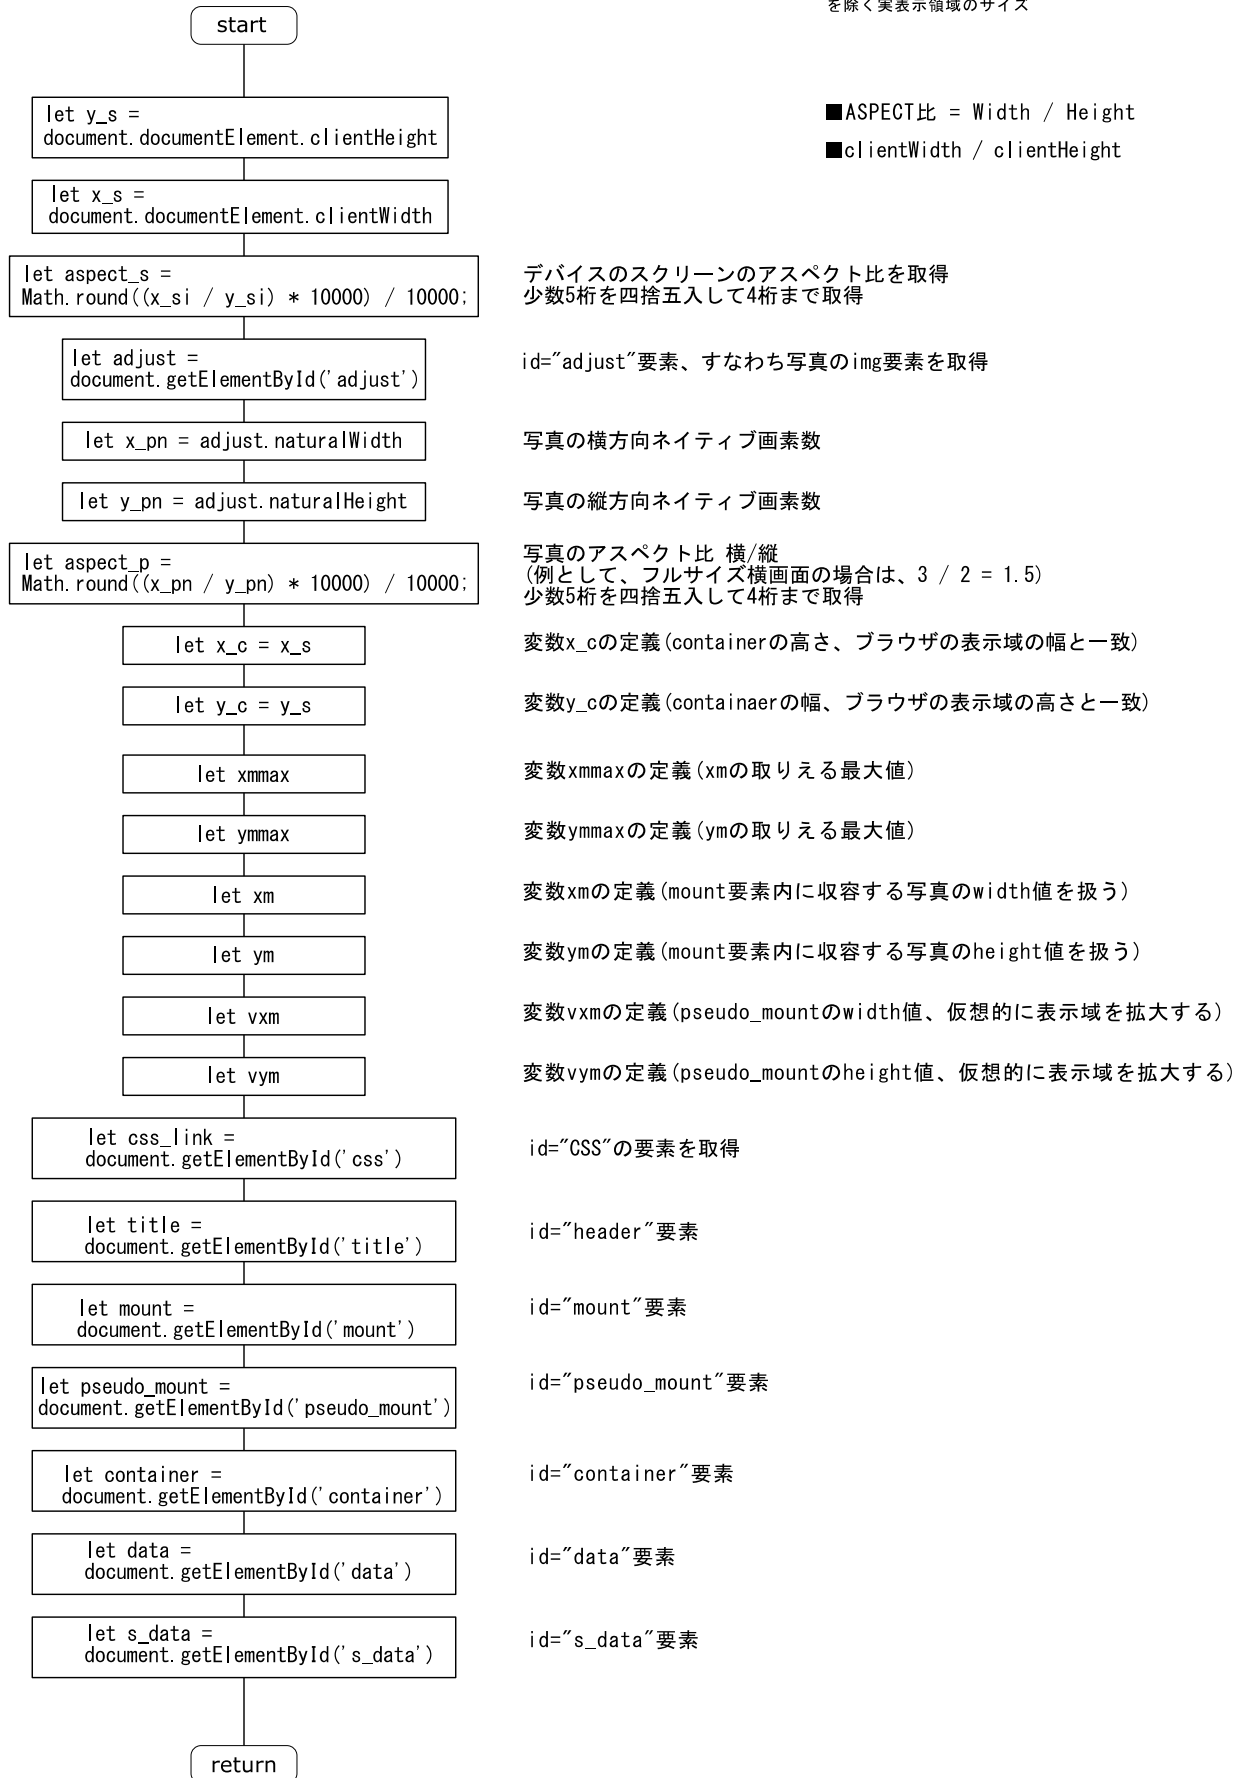 を除く実表示領域のサイズ
start
let y_s =
document.documentElement.clientHeight
■ASPECT比 = Width / Height
■clientWidth / clientHeight
let x_s =
document.documentElement.clientWidth
let aspect_s =
Math.round((x_si / y_si) * 10000) / 10000;
デバイスのスクリーンのアスペクト比を取得
少数5桁を四捨五入して4桁まで取得
let adjust =
document.getElementById('adjust')
id="adjust"要素、すなわち写真のimg要素を取得
let x_pn = adjust.naturalWidth
写真の横方向ネイティブ画素数
let y_pn = adjust.naturalHeight
写真の縦方向ネイティブ画素数
let aspect_p =
Math.round((x_pn / y_pn) * 10000) / 10000;
写真のアスペクト比 横/縦
(例として、フルサイズ横画面の場合は、3 / 2 = 1.5)
少数5桁を四捨五入して4桁まで取得
let x_c = x_s
変数x_cの定義(containerの高さ、ブラウザの表示域の幅と一致)
let y_c = y_s
変数y_cの定義(containaerの幅、ブラウザの表示域の高さと一致)
let xmmax
変数xmmaxの定義(xmの取りえる最大値)
let ymmax
変数ymmaxの定義(ymの取りえる最大値)
let xm
変数xmの定義(mount要素内に収容する写真のwidth値を扱う)
let ym
変数ymの定義(mount要素内に収容する写真のheight値を扱う)
let vxm
変数vxmの定義(pseudo_mountのwidth値、仮想的に表示域を拡大する)
let vym
変数vymの定義(pseudo_mountのheight値、仮想的に表示域を拡大する)
let css_link =
document.getElementById('css')
id="CSS"の要素を取得
let title =
document.getElementById('title')
id="header"要素
let mount =
document.getElementById('mount')
id="mount"要素
let pseudo_mount =
document.getElementById('pseudo_mount')
id="pseudo_mount"要素
let container =
document.getElementById('container')
id="container"要素
let data =
document.getElementById('data')
id="data"要素
let s_data =
document.getElementById('s_data')
id="s_data"要素
return